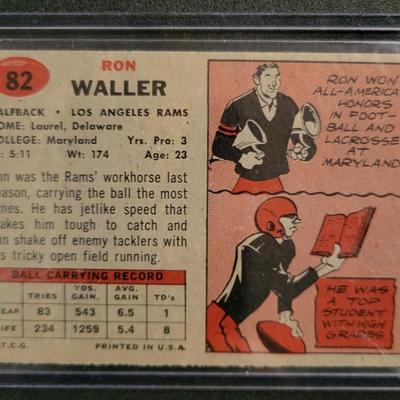 82
RON
WALLER
ALFBACK • LOS ANGELES RAMS
OME: Laurel, Delaware
OLLEGE: Maryland Yrs. Pro: 3
: 5:11 Wt: 174 Age: 23
on was the Rams' workhorse last
eason, carrying the ball the most
mes. He has jetlike speed that
akes him tough to catch and
an shake off enemy tacklers with
s tricky open field running.
BALL CARRYING RECORD
TRIES YDS. GAIN. AVG. GAIN. TD's
EAR 83 543 6.5 1
IFE 234 1259 5.4 8
T.C.G. PRINTED IN U.S.A.
RON WON
ALL-AMERICA
HONORS
IN FOOT-
BALL AND
LACROSSE
AT
MARYLAND
HE WAS
A TOP
STUDENT
WITH HIGH
GRADES